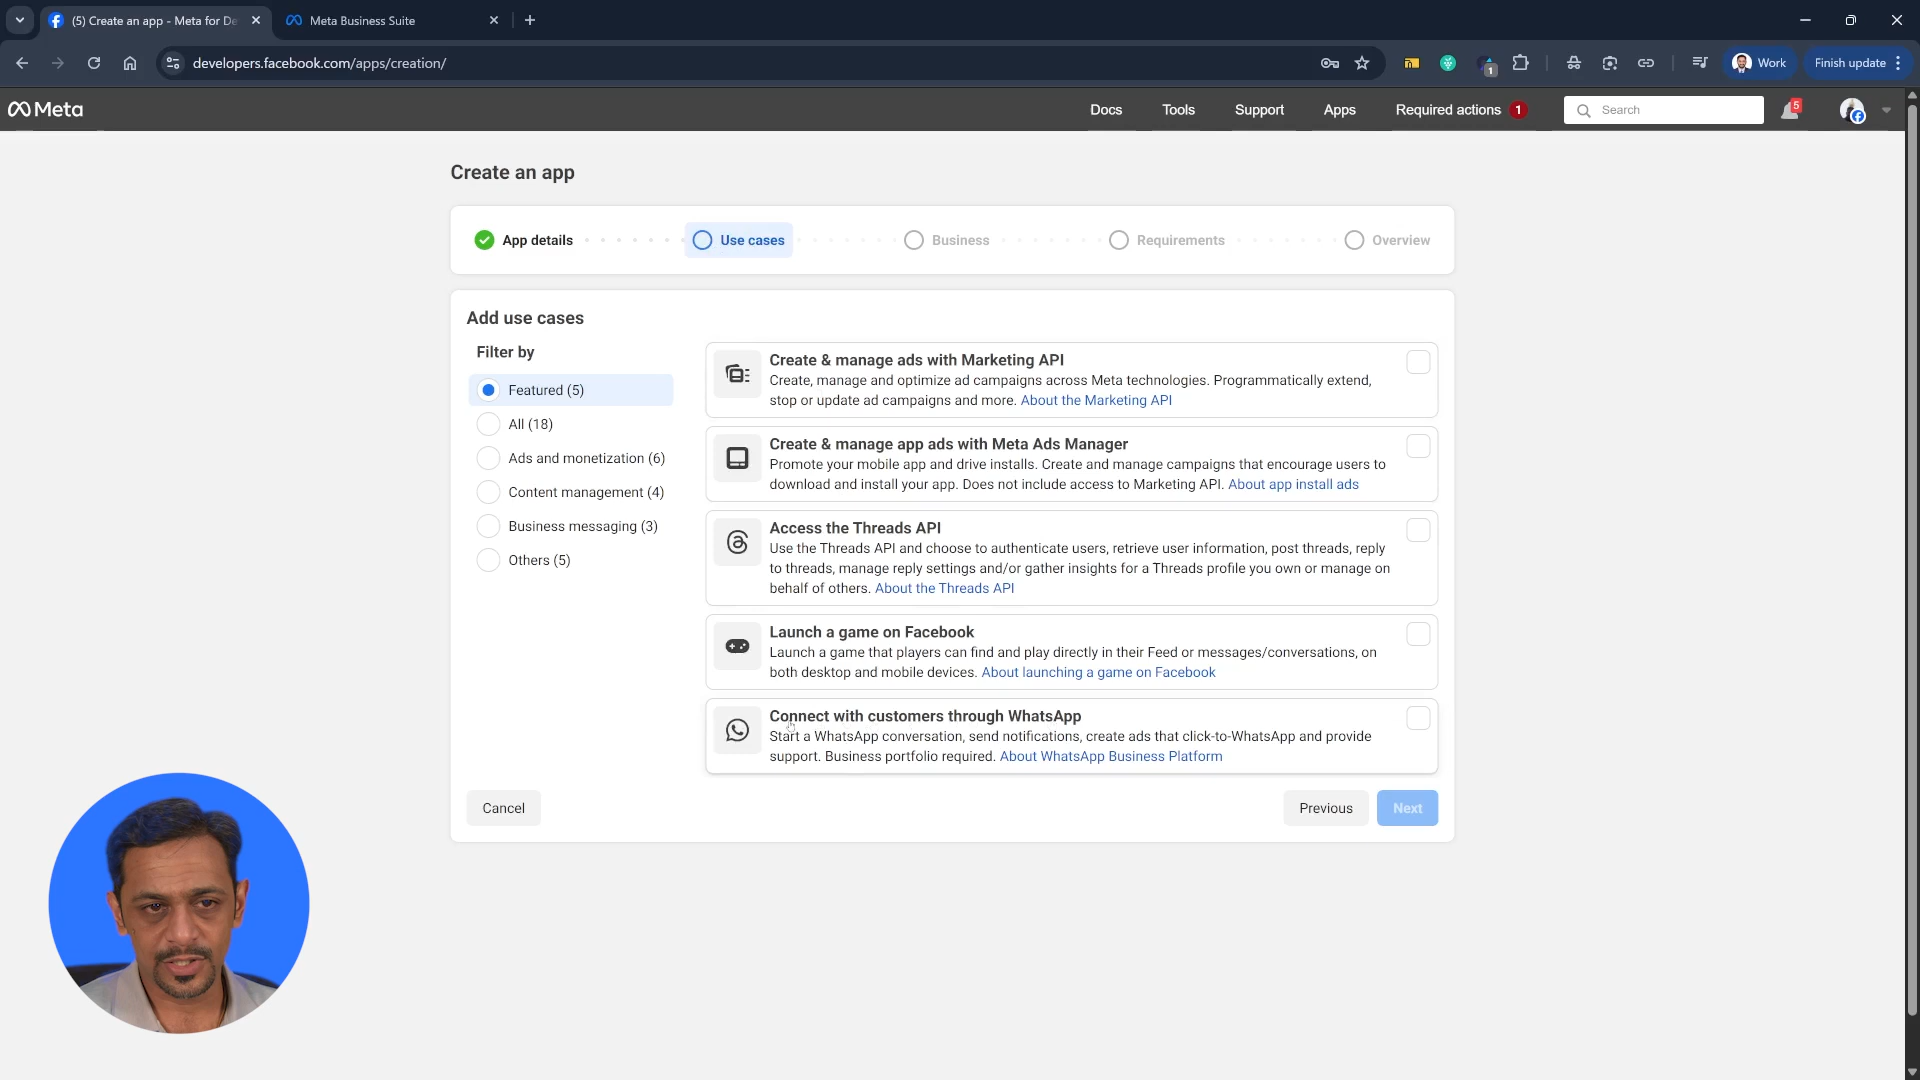 (5) Create an app - Meta for De
Meta Business Suite
developers.facebook.com/apps/creation/
1
Work
Finish update
Meta
Docs
Tools
Support
Apps
Required actions 1
Search
5
Create an app
App details
Use cases
Business
Requirements
Overview
Add use cases
Filter by
Featured (5)
All (18)
Ads and monetization (6)
Content management (4)
Business messaging (3)
Others (5)
Create & manage ads with Marketing API
Create, manage and optimize ad campaigns across Meta technologies. Programmatically extend,
stop or update ad campaigns and more. About the Marketing API
Create & manage app ads with Meta Ads Manager
Promote your mobile app and drive installs. Create and manage campaigns that encourage users to
download and install your app. Does not include access to Marketing API. About app install ads
Access the Threads API
Use the Threads API and choose to authenticate users, retrieve user information, post threads, reply
to threads, manage reply settings and/or gather insights for a Threads profile you own or manage on
behalf of others. About the Threads API
Launch a game on Facebook
Launch a game that players can find and play directly in their Feed or messages/conversations, on
both desktop and mobile devices. About launching a game on Facebook
Connect with customers through WhatsApp
Start a WhatsApp conversation, send notifications, create ads that click-to-WhatsApp and provide
support. Business portfolio required. About WhatsApp Business Platform
Cancel
Previous
Next